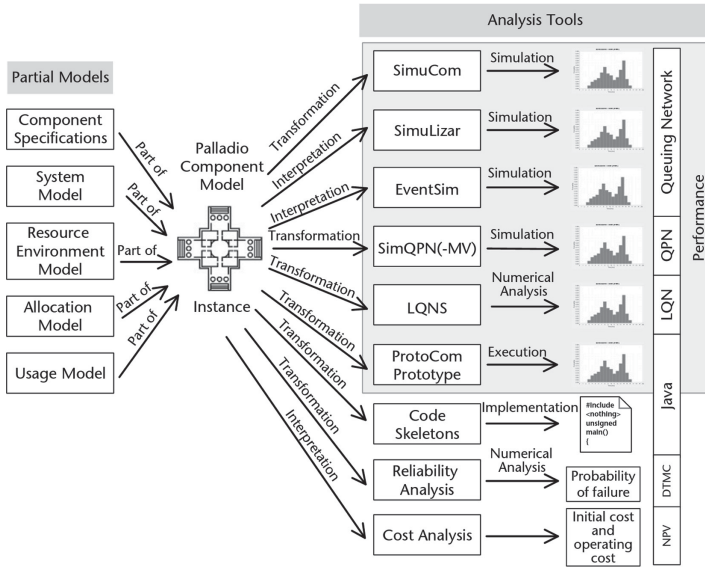 Analysis Tools
Partial Models
Component
Specifications
System
Model
Resource
Environment
Model
Allocation
Model
Usage Model
Part of
Part of
Part of
Part of
Part of
Palladio
Component
Model
Instance
Transformation
Interpretation
Interpretation
Transformation
Transformation
Transformation
Transformation
Transformation
Interpretation
SimuCom
Simulation
SimuLizar
Simulation
EventSim
Simulation
SimQPN(-MV)
Simulation
LQNS
Numerical
Analysis
ProtoCom
Prototype
Execution
Code
Skeletons
Implementation
#Include
<nothing>
unsigned
main()
{
Reliability
Analysis
Numerical
Analysis
Probability
of failure
Cost Analysis
Initial cost
and
operating
cost
Queuing Network
QPN
LQN
Java
DTMC
NPV
Performance